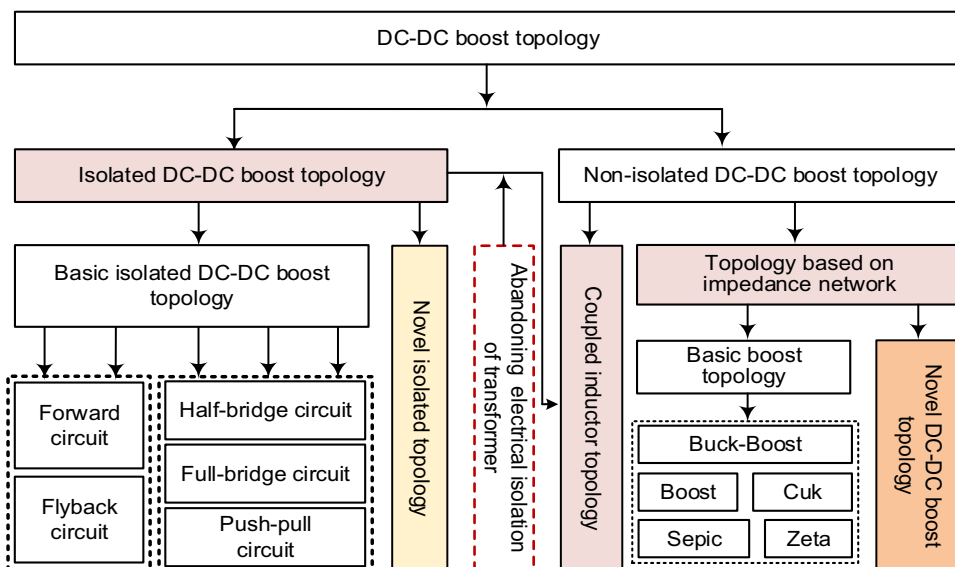 DC-DC boost topology
Isolated DC-DC boost topology
Non-isolated DC-DC boost topology
Basic isolated DC-DC boost
topology
Novel isolated topology
Abandoning electrical isolation
of transformer
Coupled inductor topology
Topology based on
impedance network
Basic boost
topology
Novel DC-DC boost
topology
Forward
circuit
Flyback
circuit
Half-bridge circuit
Full-bridge circuit
Push-pull
circuit
Buck-Boost
Boost
Cuk
Sepic
Zeta